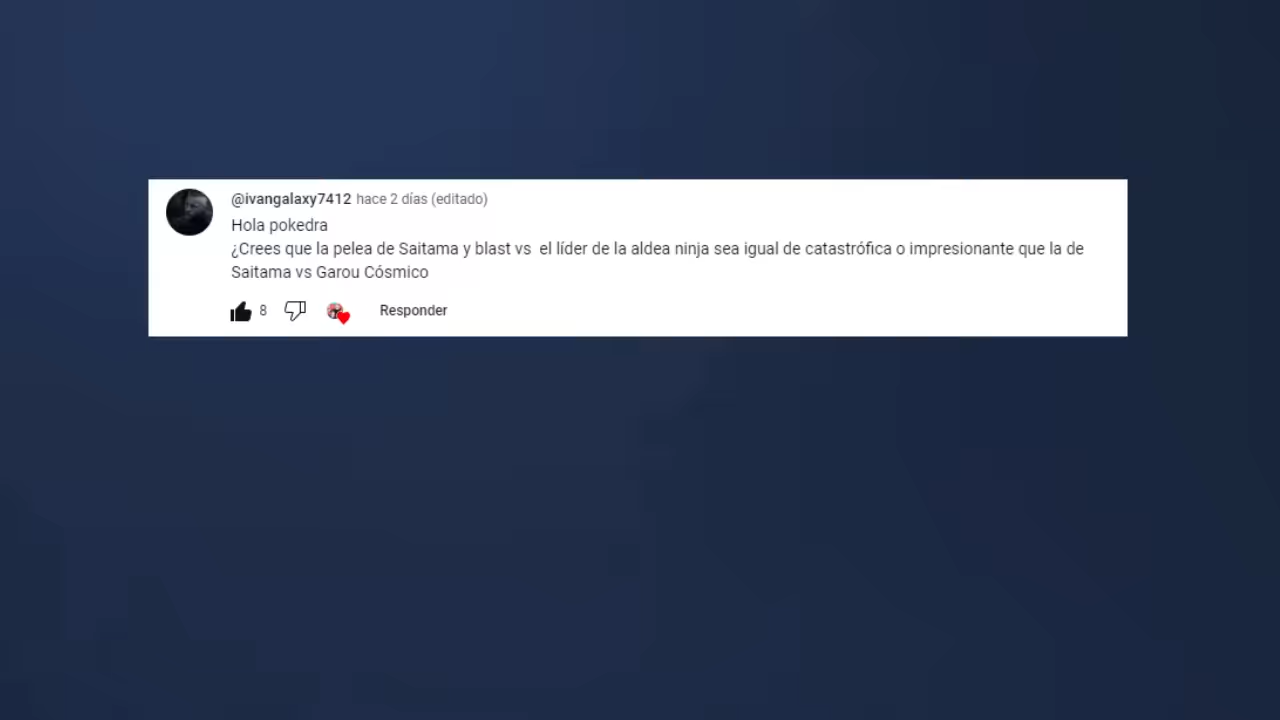 @ivangalaxy7412 hace 2 días (editado)
Hola pokedra
¿Crees que la pelea de Saitama y blast vs  el líder de la aldea ninja sea igual de catastrófica o impresionante que la de
Saitama vs Garou Cósmico
8 Responder